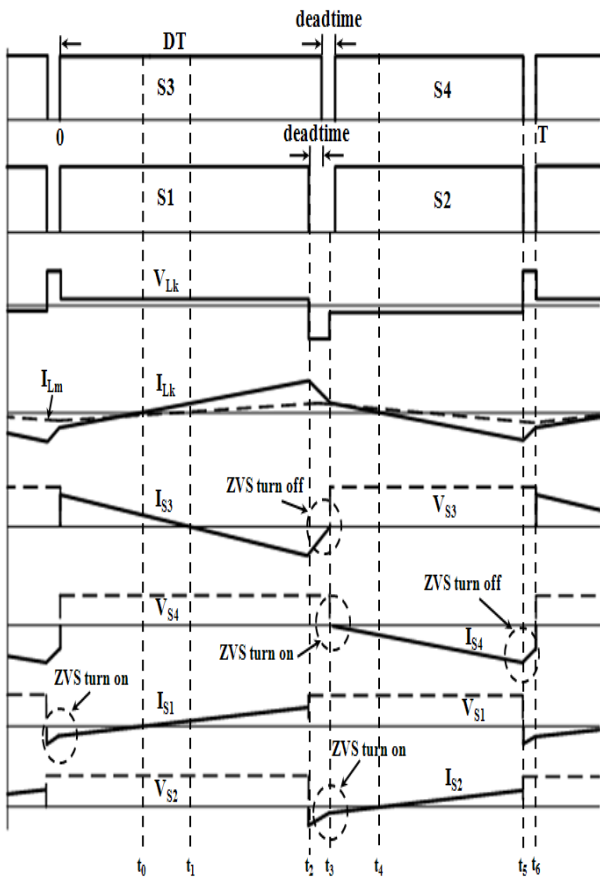 deadtime
DT
S3
S4
0
deadtime
T
S1
S2
VLk
ILm
ILk
ZVS turn off
IS3
VS3
ZVS turn off
VS4
IS4
ZVS turn on
ZVS turn on
IS1
VS1
ZVS turn on
VS2
IS2
t0 t1 t2 t3 t4 t5 t6